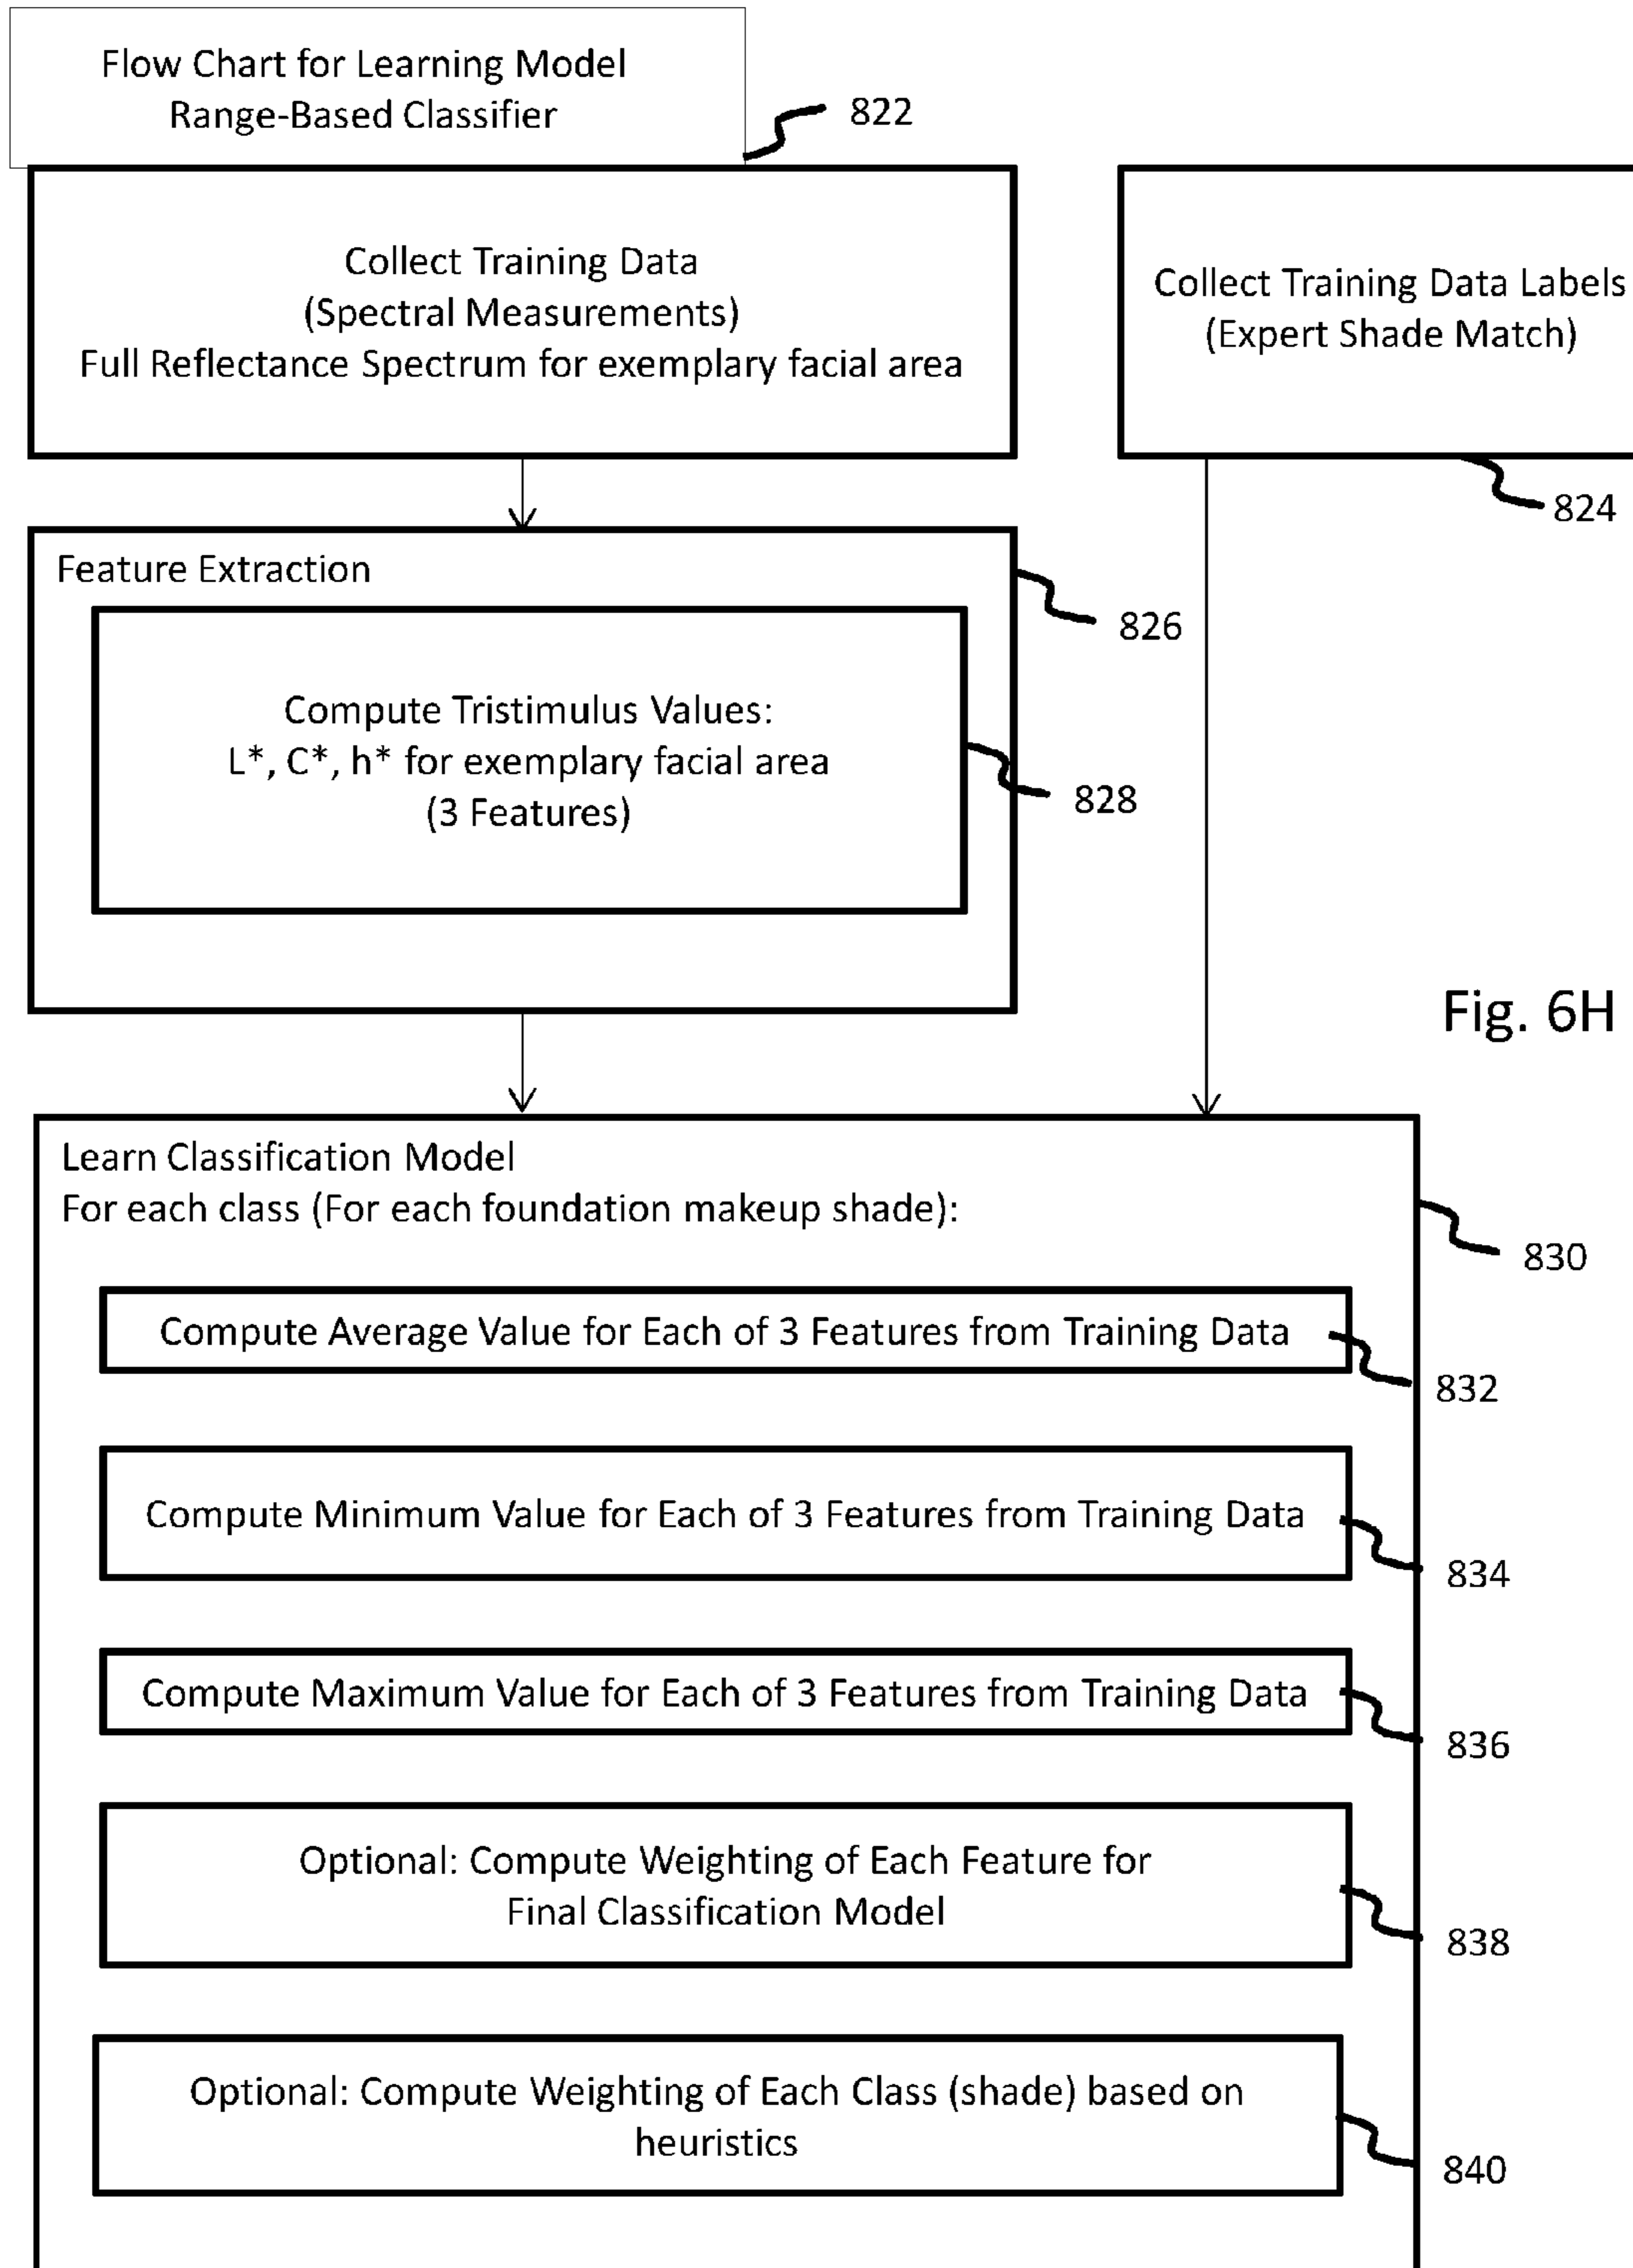 Flow Chart for Learning Model
Range-Based Classifier
822
Collect Training Data
(Spectral Measurements)
Full Reflectance Spectrum for exemplary facial area
Collect Training Data Labels
(Expert Shade Match)
824
Feature Extraction
826
Compute Tristimulus Values:
L*, C*, h* for exemplary facial area
(3 Features)
828
Fig. 6H
Learn Classification Model
For each class (For each foundation makeup shade):
830
Compute Average Value for Each of 3 Features from Training Data
832
Compute Minimum Value for Each of 3 Features from Training Data
834
Compute Maximum Value for Each of 3 Features from Training Data
836
Optional: Compute Weighting of Each Feature for
Final Classification Model
838
Optional: Compute Weighting of Each Class (shade) based on
heuristics
840